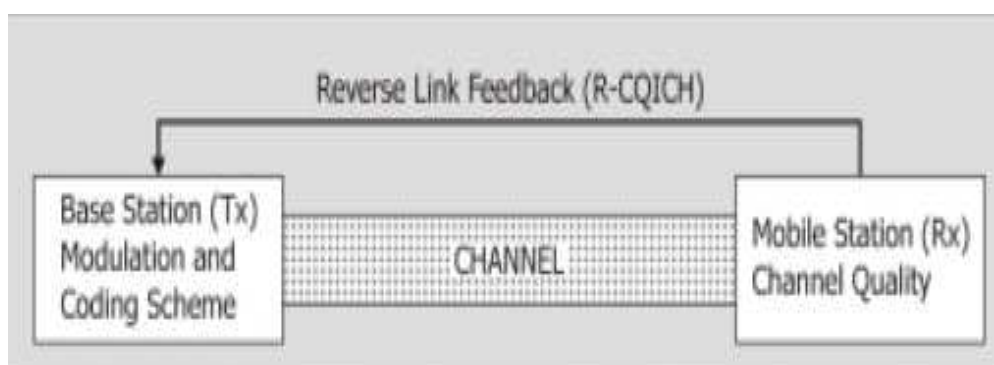 Reverse Link Feedback (R-CQICH)
Base Station (Tx)
Modulation and
Coding Scheme
CHANNEL
Mobile Station (Rx)
Channel Quality